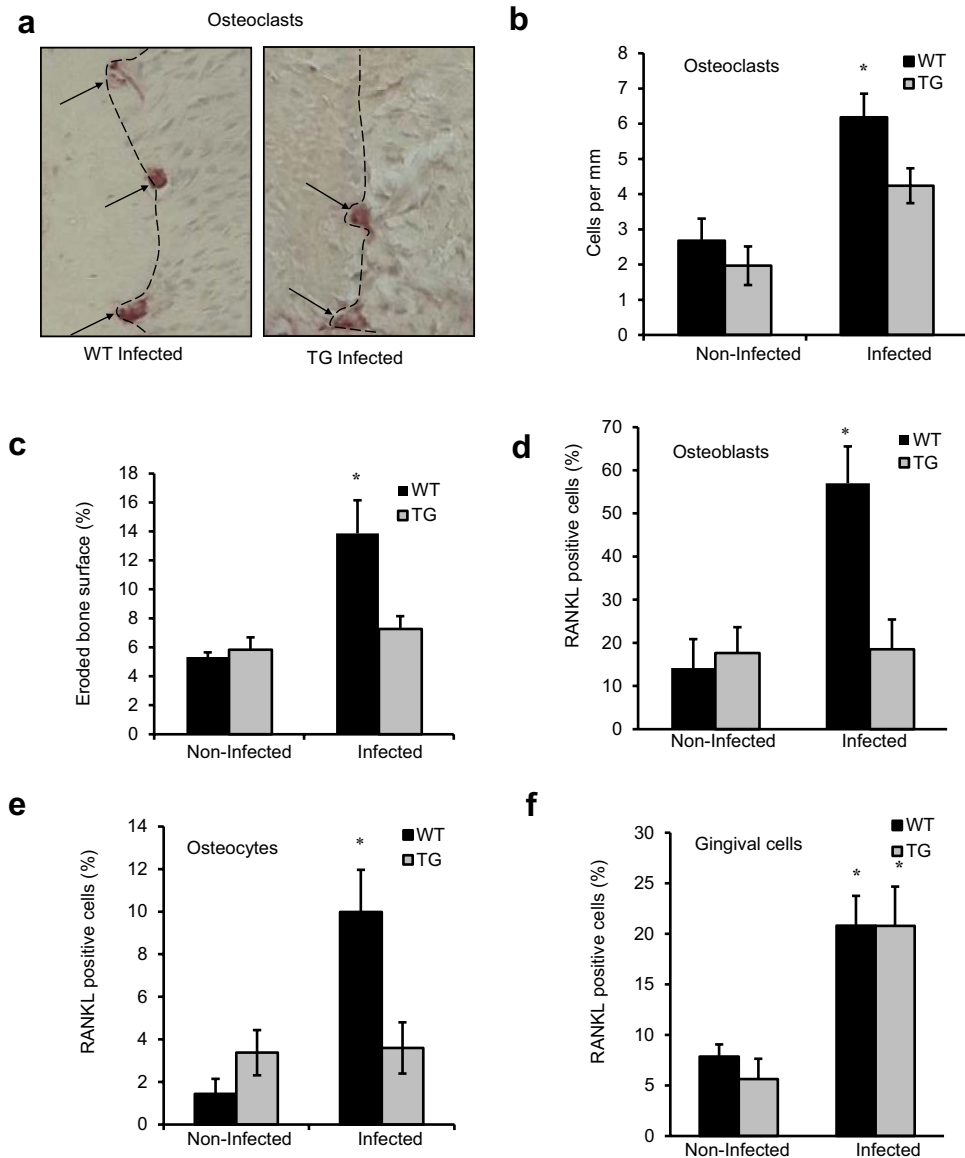 a
Osteoclasts
WT Infected
TG Infected
b
Osteoclasts
*
WT
TG
Cells per mm
8
7
6
5
4
3
2
1
0
Non-Infected
Infected
c
*
WT
TG
Eroded bone surface (%)
18
16
14
12
10
8
6
4
2
0
Non-Infected
Infected
d
Osteoblasts
*
WT
TG
RANKL positive cells (%)
70
60
50
40
30
20
10
0
Non-Infected
Infected
e
Osteocytes
*
WT
TG
RANKL positive cells (%)
14
12
10
8
6
4
2
0
Non-Infected
Infected
f
Gingival cells
WT
TG
*
*
RANKL positive cells (%)
30
25
20
15
10
5
0
Non-Infected
Infected